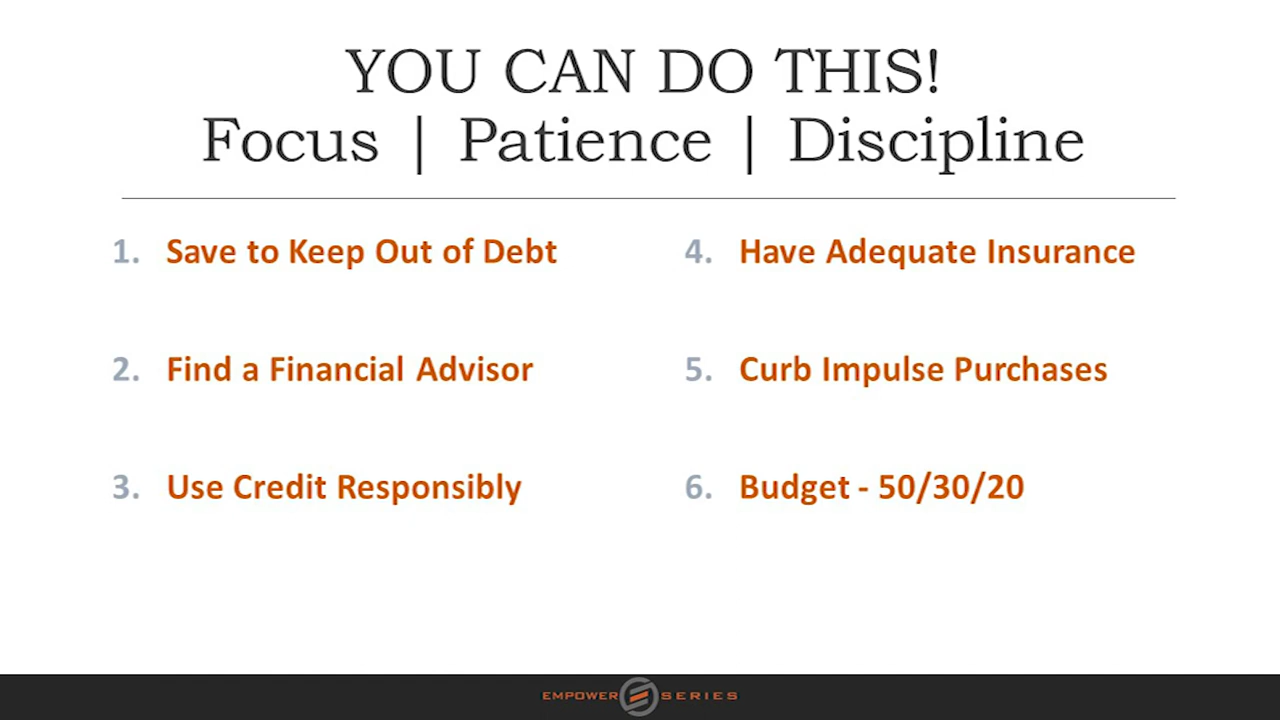 YOU CAN DO THIS!
Focus | Patience | Discipline
1. Save to Keep Out of Debt
2. Find a Financial Advisor
3. Use Credit Responsibly
4. Have Adequate Insurance
5. Curb Impulse Purchases
6. Budget - 50/30/20
EMPOWER SERIES